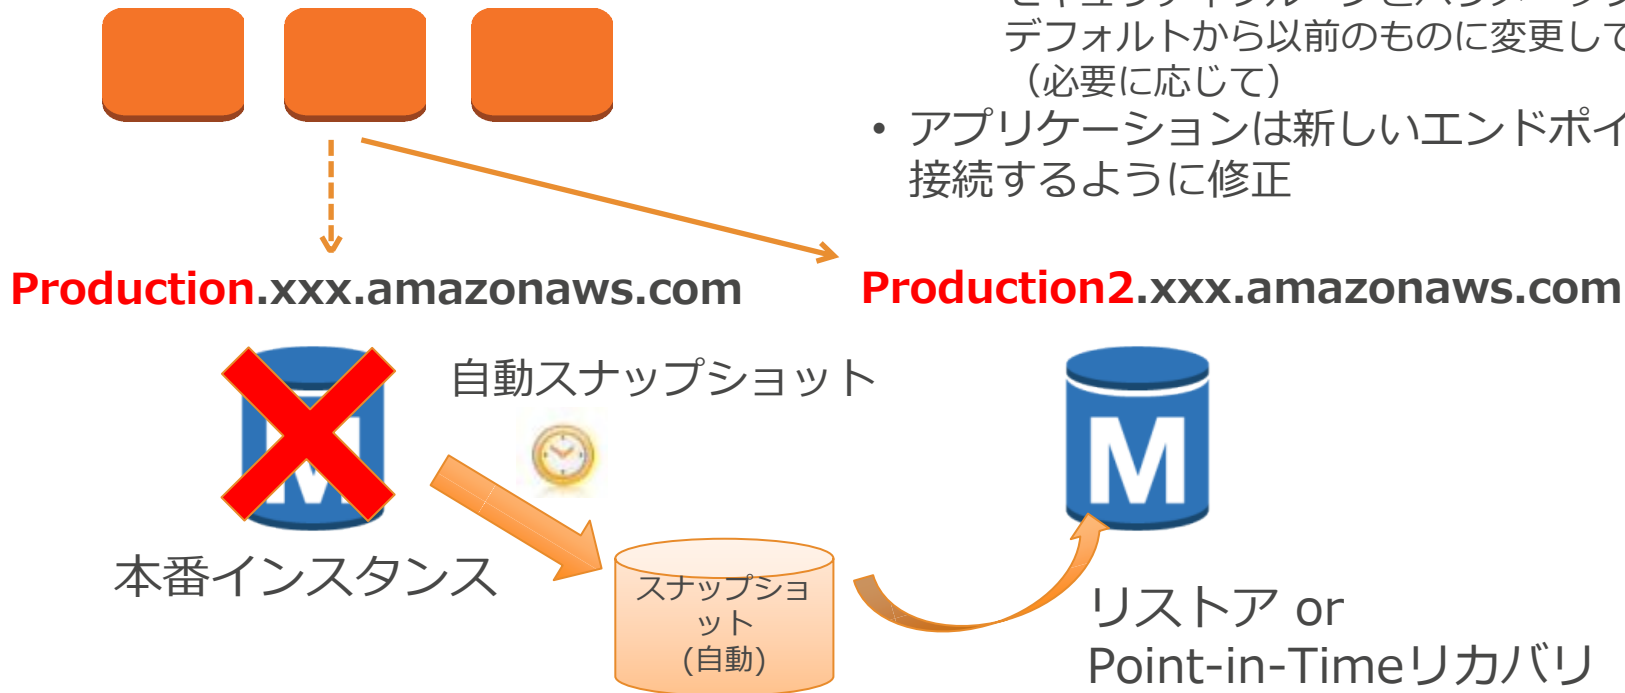 デフォルトから以前のものに変更して
（必要に応じて）
• アプリケーションは新しいエンドポイ
接続するように修正
Production.xxx.amazonaws.com
Production2.xxx.amazonaws.com
自動スナップショット
M
M
本番インスタンス
スナップショ
ット
(自動)
リストア or
Point-in-Timeリカバリ